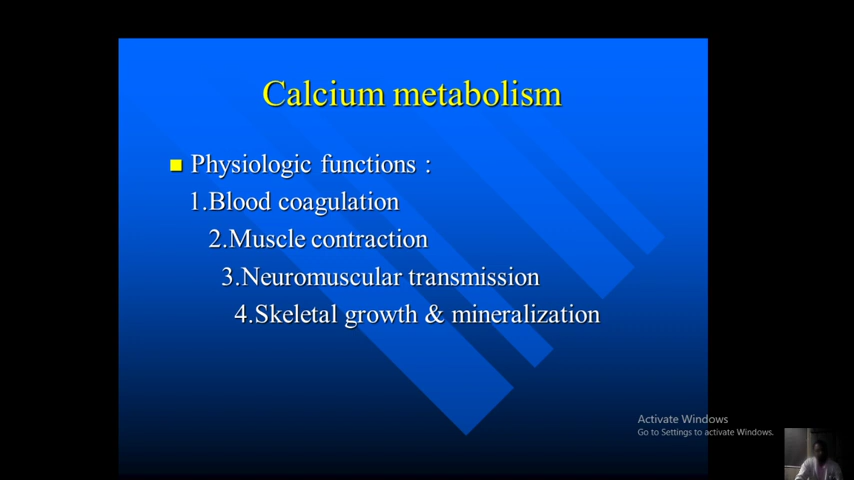 Calcium metabolism
Physiologic functions :
1.Blood coagulation
2.Muscle contraction
3.Neuromuscular transmission
4.Skeletal growth & mineralization
Activate Windows
Go to Settings to activate Windows.